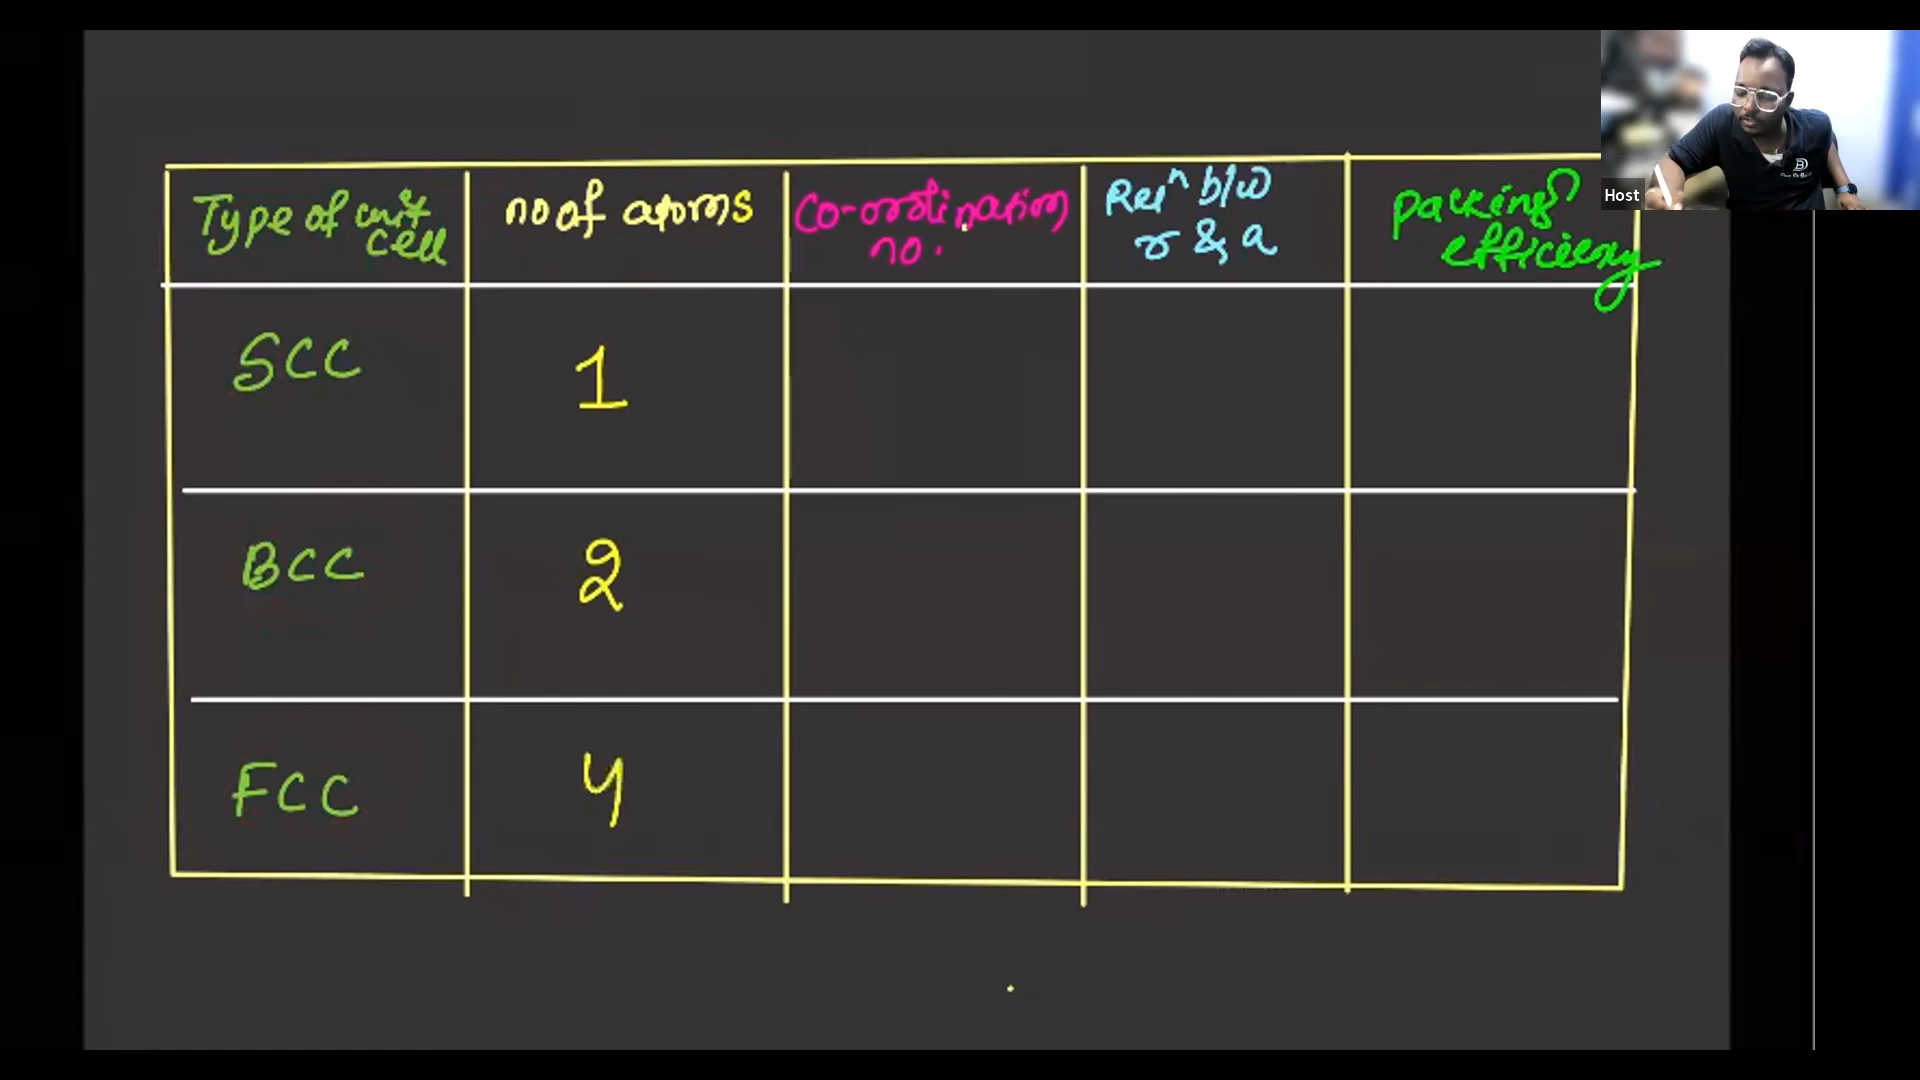 Host
Type of unit
cell
no of atoms
Co-ordination
no.
Relⁿ b/w
r & a
packing
efficiency
SCC
1
BCC
2
FCC
4